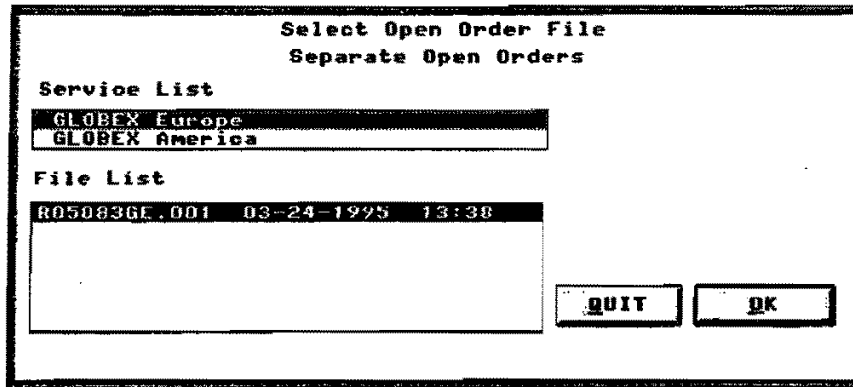 Select Open Order File
Separate Open Orders
Service List
GLOBEX Europe
GLOBEX America
File List
R05083GE.001 03-24-1995 13:38
QUIT
OK